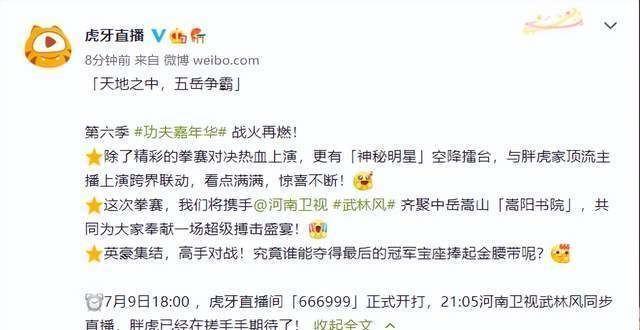 虎牙直播
8分钟前 来自 微博 weibo.com
「天地之中，五岳争霸」
第六季 #功夫嘉年华 战火再燃！
除了精彩的拳赛对决热血上演，更有「神秘明星」空降擂台，与胖虎家顶流主
播上演跨界联动，看点满满，惊喜不断！
这次拳赛，我们将携手@河南卫视 #武林风 齐聚中岳嵩山「嵩阳书院」，共
同为大家奉献一场超级搏击盛宴！
英豪集结，高手对战！究竟谁能夺得最后的冠军宝座捧起金腰带呢？
7月9日18:00 ，虎牙直播间「666999」正式开打，21:05河南卫视武林风同步
直播，胖虎已经在搓手手期待了！ 收起全文